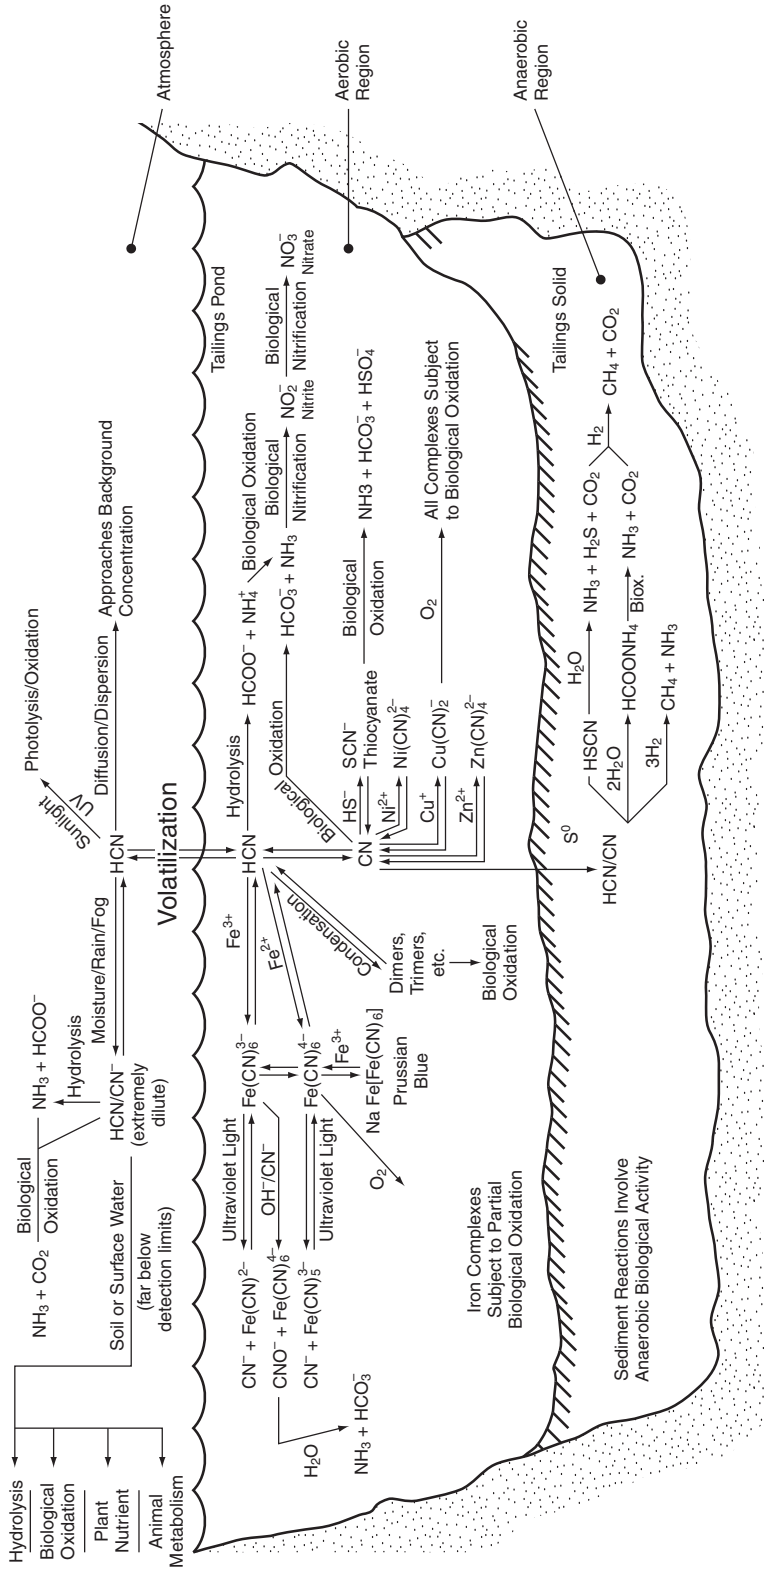 Hydrolysis
Biological
Oxidation
Plant
Nutrient
Animal
Metabolism
NH₃ + CO₂
Biological
Oxidation
NH₃ + HCOO⁻
Hydrolysis
Soil or Surface Water
(far below
detection limits)
HCN/CN⁻
(extremely
dilute)
Moisture/Rain/Fog
HCN
Sunlight
UV
Photolysis/Oxidation
Diffusion/Dispersion
Approaches Background
Concentration
Atmosphere
Volatilization
Tailings Pond
CN⁻ + Fe(CN)²⁻
Ultraviolet Light
Fe(CN)₆³⁻
Fe³⁺
HCN
Hydrolysis
HCOO⁻ + NH₄⁺
Biological Oxidation
CNO⁻ + Fe(CN)₆⁴⁻
OH⁻/CN⁻
Fe²⁺
Biological
Oxidation
HCO₃⁻ + NH₃
Biological
Nitrification
NO₂⁻
Nitrite
Biological
Nitrification
NO₃⁻
Nitrate
CN⁻ + Fe(CN)₅³⁻
Ultraviolet Light
Fe(CN)₆⁴⁻
Condensation
H₂O
NH₃ + HCO₃⁻
O₂
Fe³⁺
Na Fe[Fe(CN)₆]
Prussian
Blue
Dimers,
Trimers,
etc.
Biological
Oxidation
CN
HS⁻
SCN⁻
Thiocyanate
Biological
Oxidation
NH3 + HCO₃⁻ + HSO₄⁻
Aerobic
Region
Ni²⁺
Ni(CN)₄²⁻
Cu⁺
Cu(CN)₂⁻
O₂
All Complexes Subject
to Biological Oxidation
Zn²⁺
Zn(CN)₄²⁻
Iron Complexes
Subject to Partial
Biological Oxidation
Tailings Solid
Anaerobic
Region
S⁰
HCN/CN
HSCN
H₂O
NH₃ + H₂S + CO₂
2H₂O
HCOONH₄
Biox.
NH₃ + CO₂
H₂
CH₄ + CO₂
3H₂
CH₄ + NH₃
Sediment Reactions Involve
Anaerobic Biological Activity